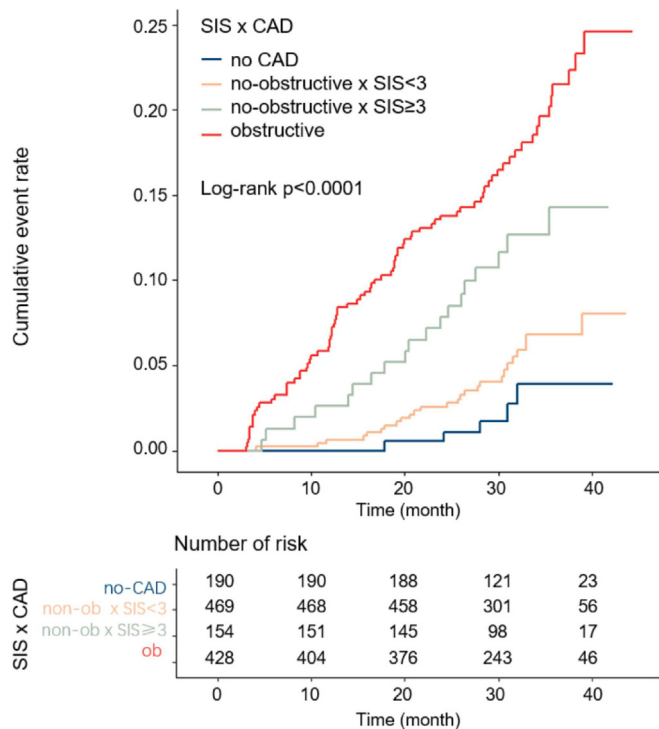 SIS x CAD
no CAD
no-obstructive x SIS<3
no-obstructive x SIS≥3
obstructive
Log-rank p<0.0001
Cumulative event rate
0.25
0.20
0.15
0.10
0.05
0.00
0 10 20 30 40
Time (month)
Number of risk
SIS x CAD
no-CAD 190 190 188 121 23
non-ob x SIS<3 469 468 458 301 56
non-ob x SIS≥3 154 151 145 98 17
ob 428 404 376 243 46
0 10 20 30 40
Time (month)